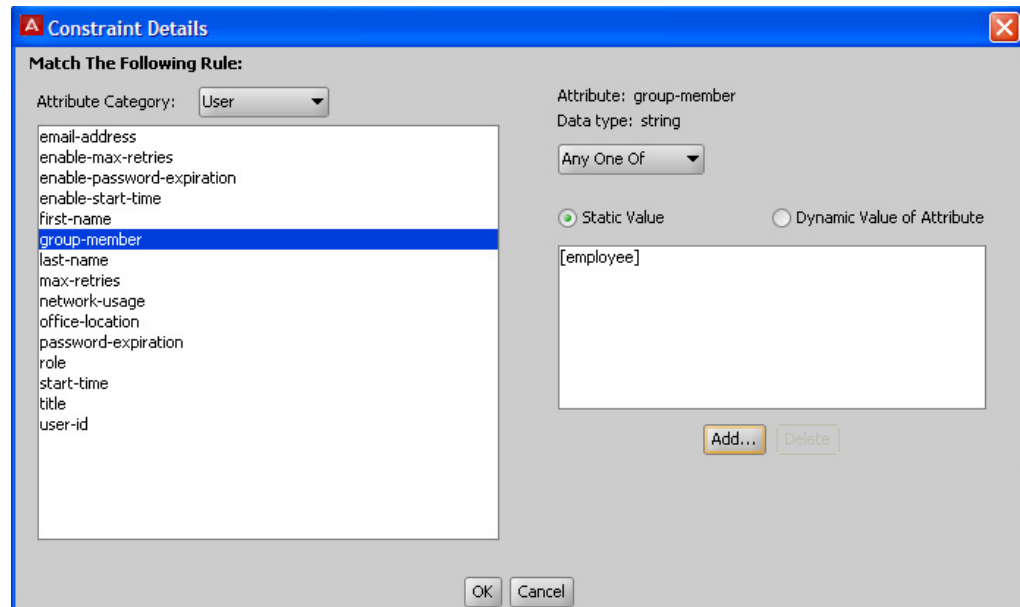 A Constraint Details
Match The Following Rule:
Attribute Category: User
email-address
enable-max-retries
enable-password-expiration
enable-start-time
first-name
group-member
last-name
max-retries
network-usage
office-location
password-expiration
role
start-time
title
user-id
Attribute: group-member
Data type: string
Any One Of
Static Value Dynamic Value of Attribute
[employee]
Add... Delete
OK Cancel